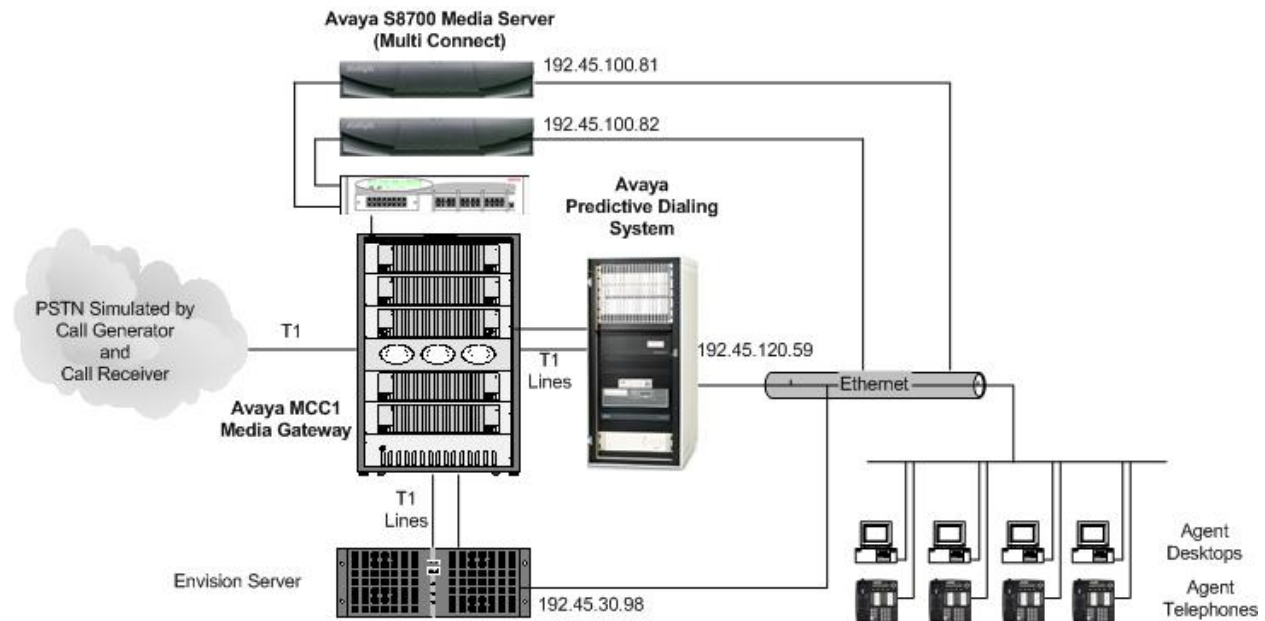 Avaya S8700 Media Server
(Multi Connect)
192.45.100.81
192.45.100.82
Avaya
Predictive Dialing
System
PSTN Simulated by
Call Generator
and
Call Receiver
T1
T1
Lines
192.45.120.59
Ethernet
Avaya MCC1
Media Gateway
T1
Lines
Envision Server
192.45.30.98
Agent
Desktops
Agent
Telephones